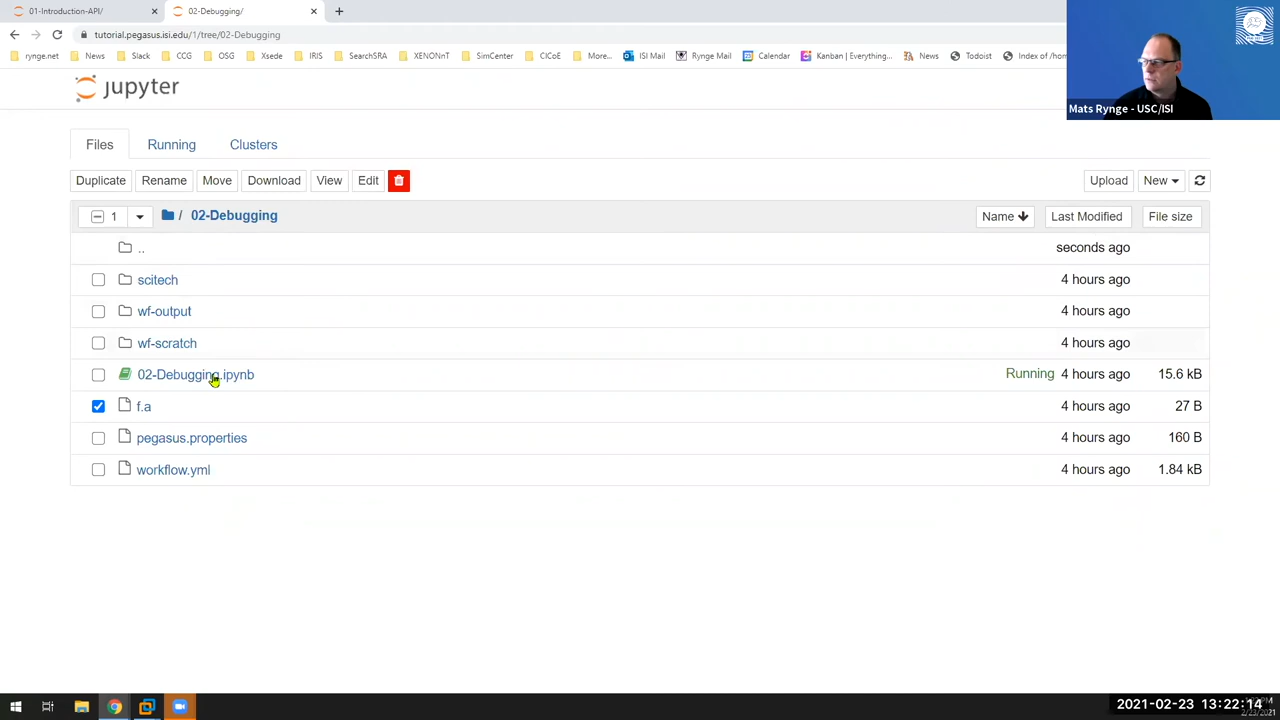 01-Introduction-API/
02-Debugging/
tutorial.pegasus.isi.edu/1/tree/02-Debugging
rynge.net News Slack CCG OSG Xsede IRIS SearchSRA XENONnT SimCenter CICoE More... ISI Mail Rynge Mail Calendar Kanban | Everything... News Todoist Index of /hom
Mats Rynge - USC/ISI
jupyter
Files Running Clusters
Duplicate Rename Move Download View Edit Upload New
1 / 02-Debugging Name Last Modified File size
.. seconds ago
scitech 4 hours ago
wf-output 4 hours ago
wf-scratch 4 hours ago
02-Debugging.ipynb Running 4 hours ago 15.6 kB
f.a 4 hours ago 27 B
pegasus.properties 4 hours ago 160 B
workflow.yml 4 hours ago 1.84 kB
2021-02-23 13:22:14